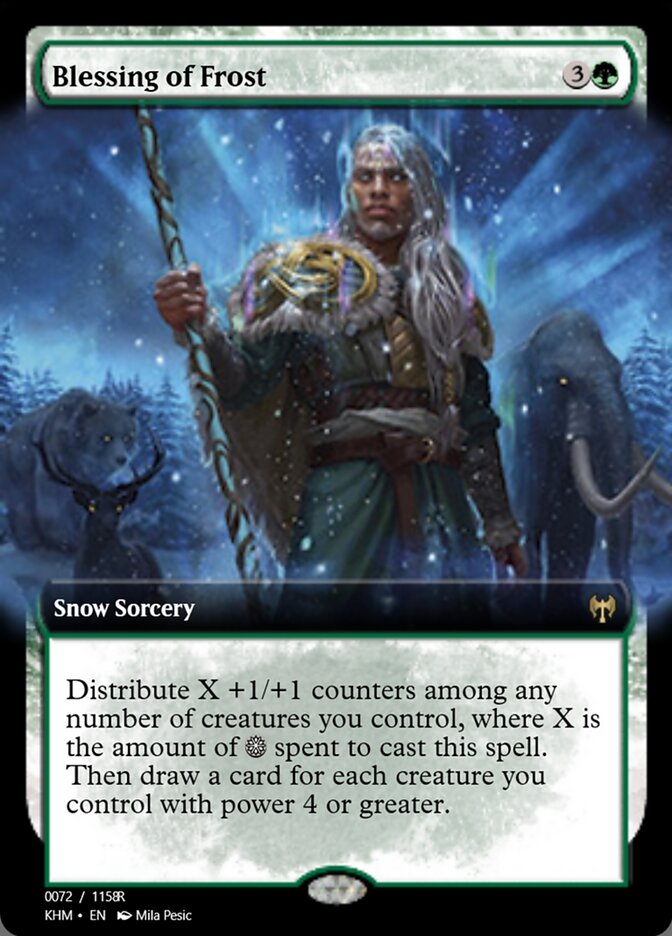 Blessing of Frost
3
Snow Sorcery
Distribute X +1/+1 counters among any
number of creatures you control, where X is
the amount of spent to cast this spell.
Then draw a card for each creature you
control with power 4 or greater.
0072 / 1158R
KHM • EN Mila Pesic